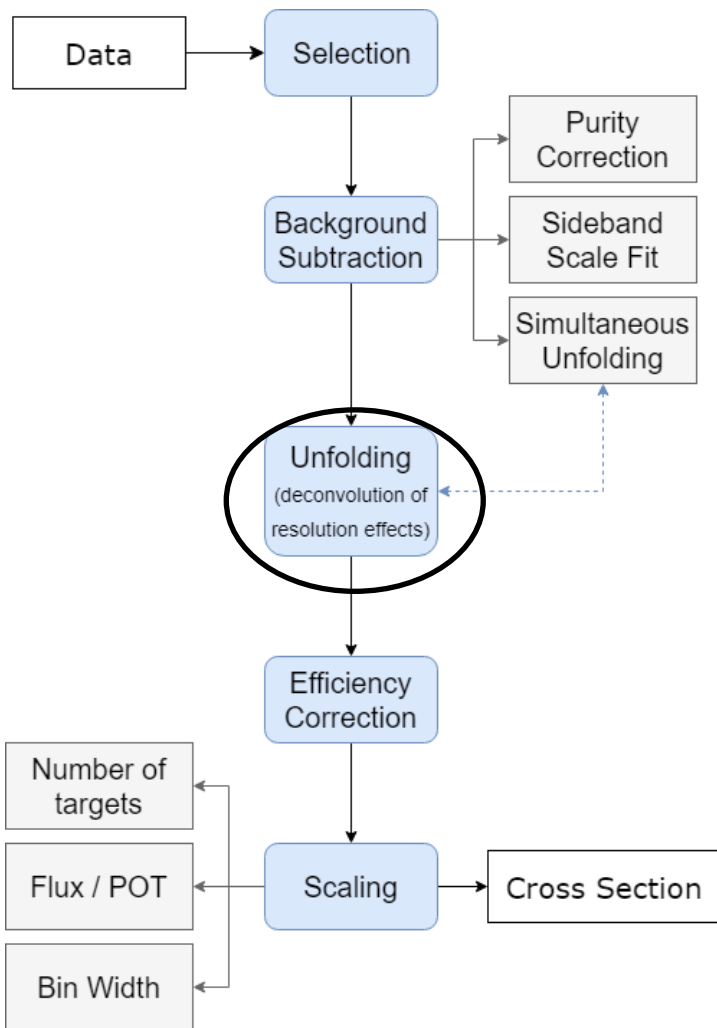 Data
Selection
Purity
Correction
Background
Subtraction
Sideband
Scale Fit
Simultaneous
Unfolding
Unfolding
(deconvolution of
resolution effects)
Efficiency
Correction
Number of
targets
Flux / POT
Scaling
Cross Section
Bin Width